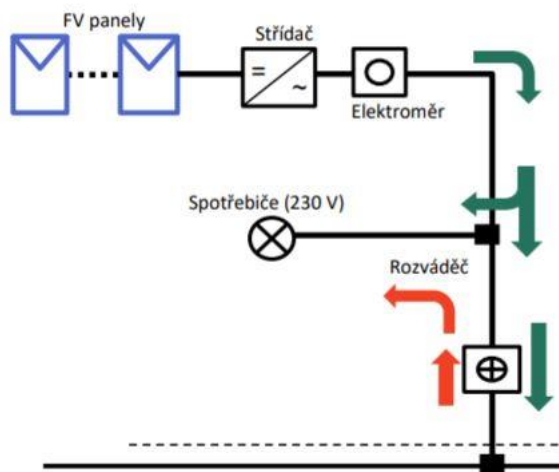 FV panely
Střídač
=
~
Elektroměr
Spotřebiče (230 V)
Rozváděč